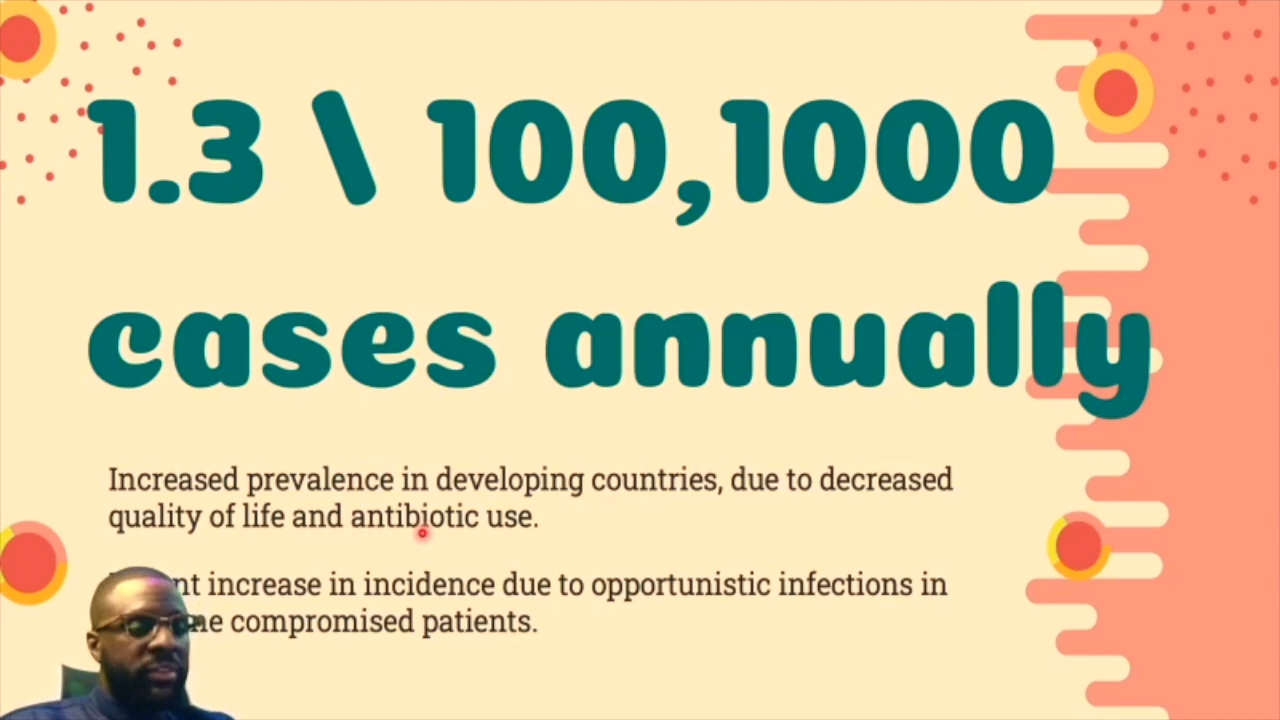 1.3 \ 100,1000
cases annually
Increased prevalence in developing countries, due to decreased
quality of life and antibiotic use.
increase in incidence due to opportunistic infections in
compromised patients.